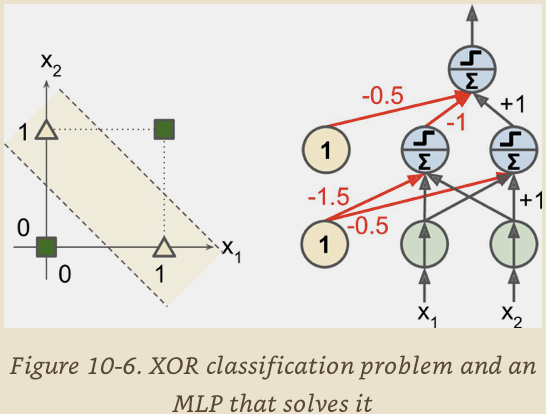 x2
1
0
0
1
x1
-0.5
-1
+1
1
-1.5
-0.5
1
+1
Σ
Σ
Σ
x1
x2
Figure 10-6. XOR classification problem and an
MLP that solves it